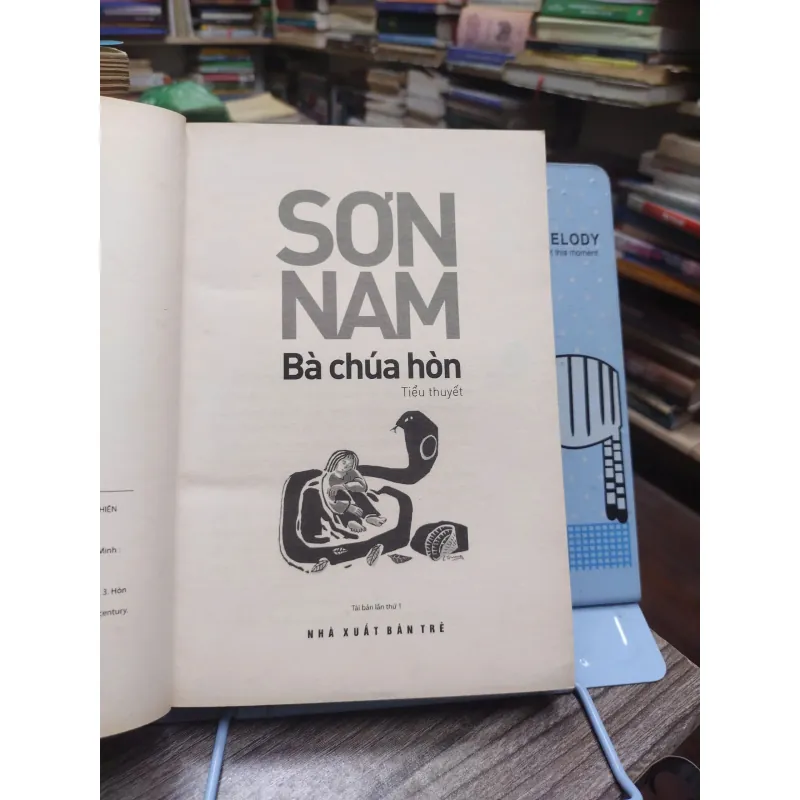 HIỆN
Minh :
3. Hòn
century.
SƠN
NAM
Bà chúa hòn
Tiểu thuyết
Tái bản lần thứ 1
NHÀ XUẤT BẢN TRẺ
ELODY
this moment